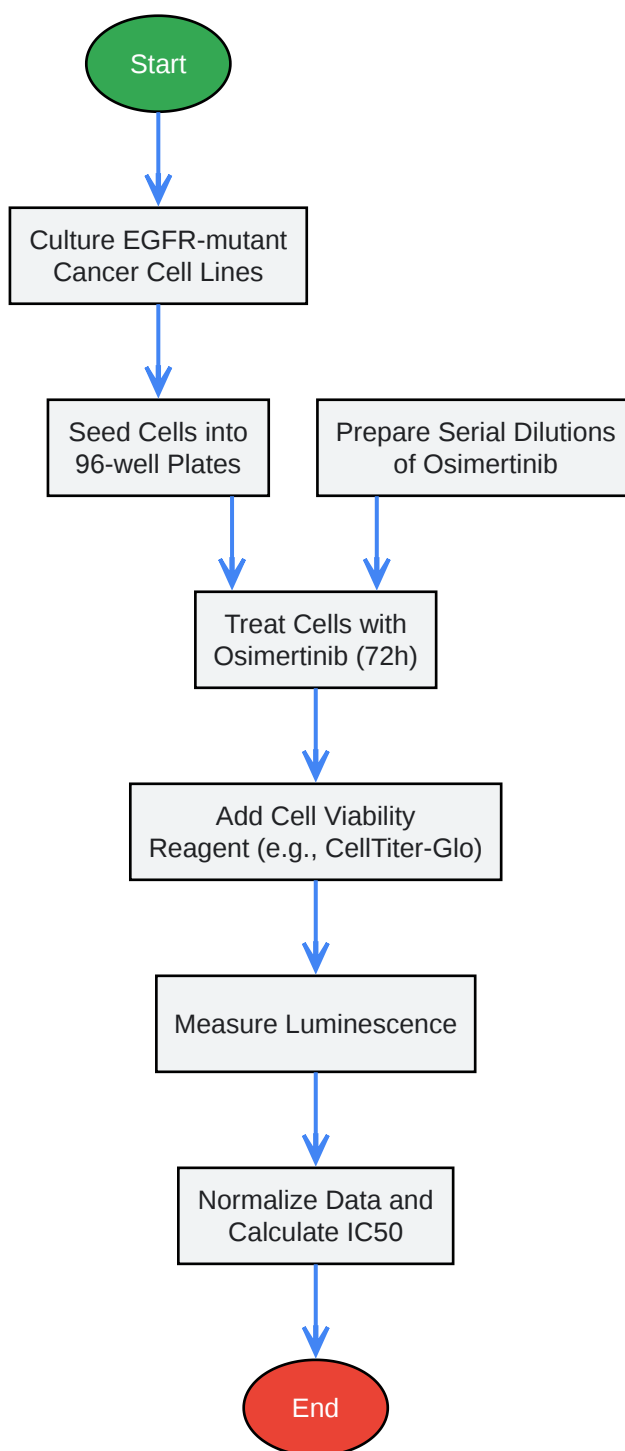 Start
Culture EGFR-mutant
Cancer Cell Lines
Seed Cells into
96-well Plates
Prepare Serial Dilutions
of Osimertinib
Treat Cells with
Osimertinib (72h)
Add Cell Viability
Reagent (e.g., CellTiter-Glo)
Measure Luminescence
Normalize Data and
Calculate IC50
End